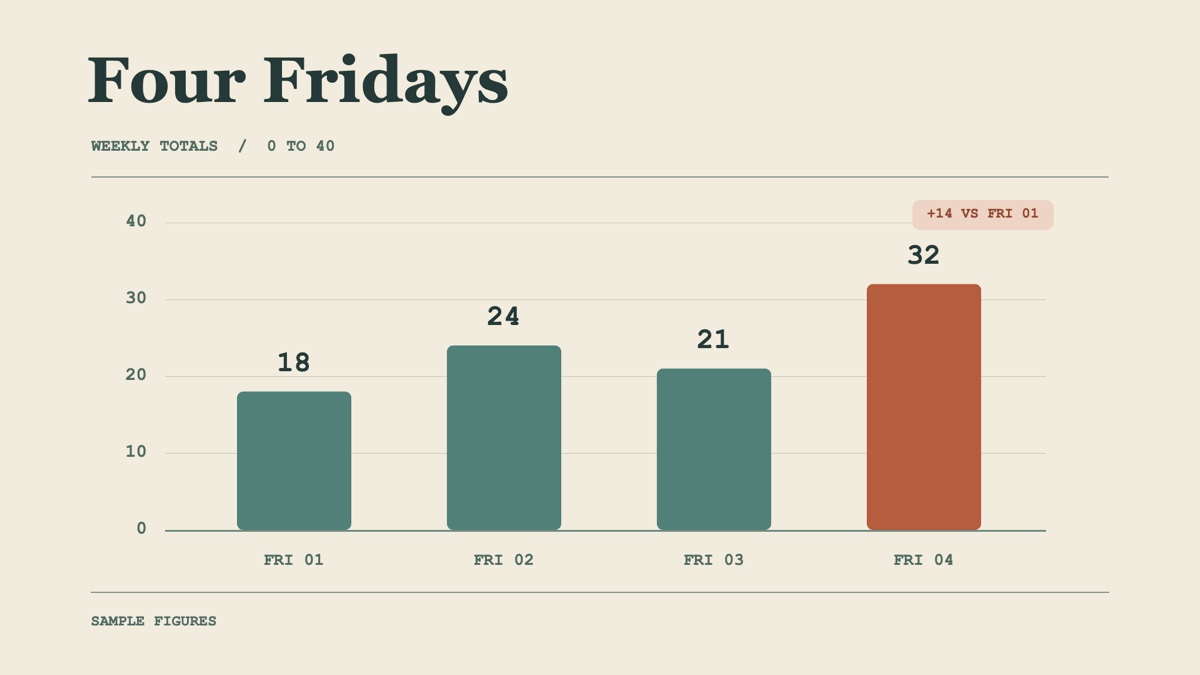 Four Fridays
WEEKLY TOTALS / 0 TO 40
+14 VS FRI 01
40
30
20
10
0
18
24
21
32
FRI 01
FRI 02
FRI 03
FRI 04
SAMPLE FIGURES